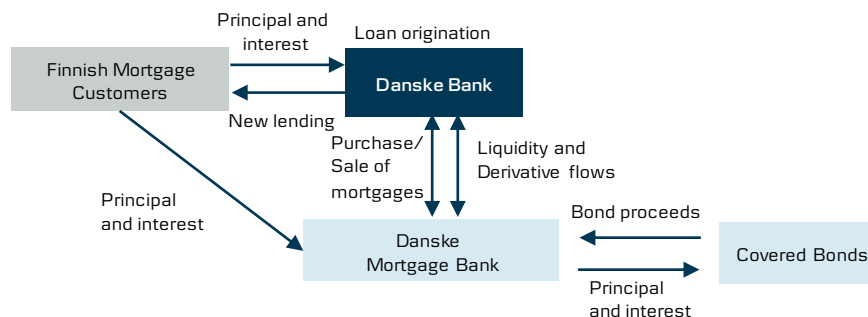 Principal and
interest
Loan origination
Finnish Mortgage
Customers
Danske Bank
New lending
Purchase/
Sale of
mortgages
Liquidity and
Derivative flows
Principal
and interest
Bond proceeds
Danske
Mortgage Bank
Covered Bonds
Principal
and interest